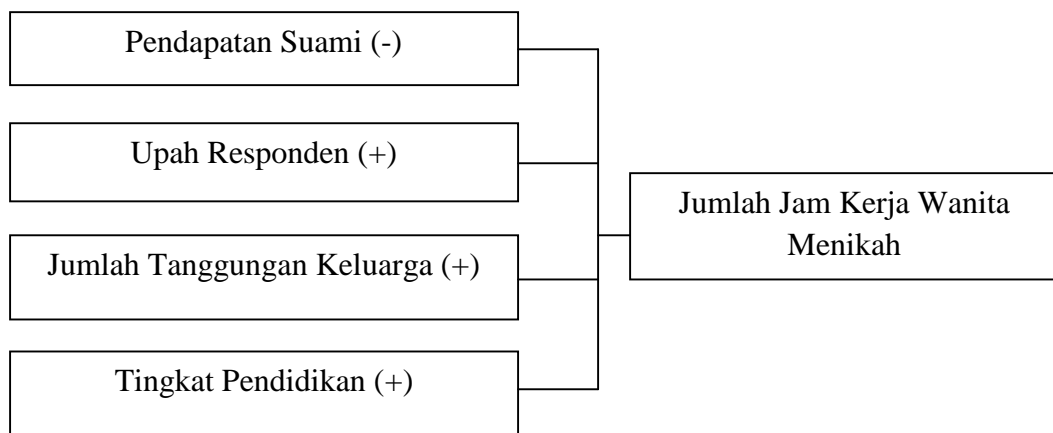 Pendapatan Suami (-)
Upah Responden (+)
Jumlah Tanggungan Keluarga (+)
Tingkat Pendidikan (+)
Jumlah Jam Kerja Wanita
Menikah